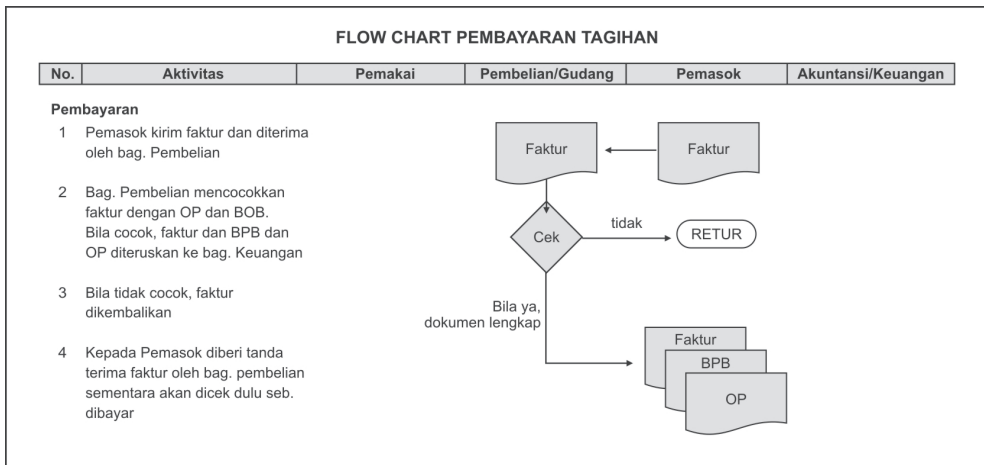 FLOW CHART PEMBAYARAN TAGIHAN
No. Aktivitas Pemakai Pembelian/Gudang Pemasok Akuntansi/Keuangan
Pembayaran
1 Pemasok kirim faktur dan diterima
oleh bag. Pembelian
2 Bag. Pembelian mencocokkan
faktur dengan OP dan BOB.
Bila cocok, faktur dan BPB dan
OP diteruskan ke bag. Keuangan
3 Bila tidak cocok, faktur
dikembalikan
4 Kepada Pemasok diberi tanda
terima faktur oleh bag. pembelian
sementara akan dicek dulu seb.
dibayar
Faktur
Faktur
Cek
tidak
RETUR
Bila ya,
dokumen lengkap
Faktur
BPB
OP